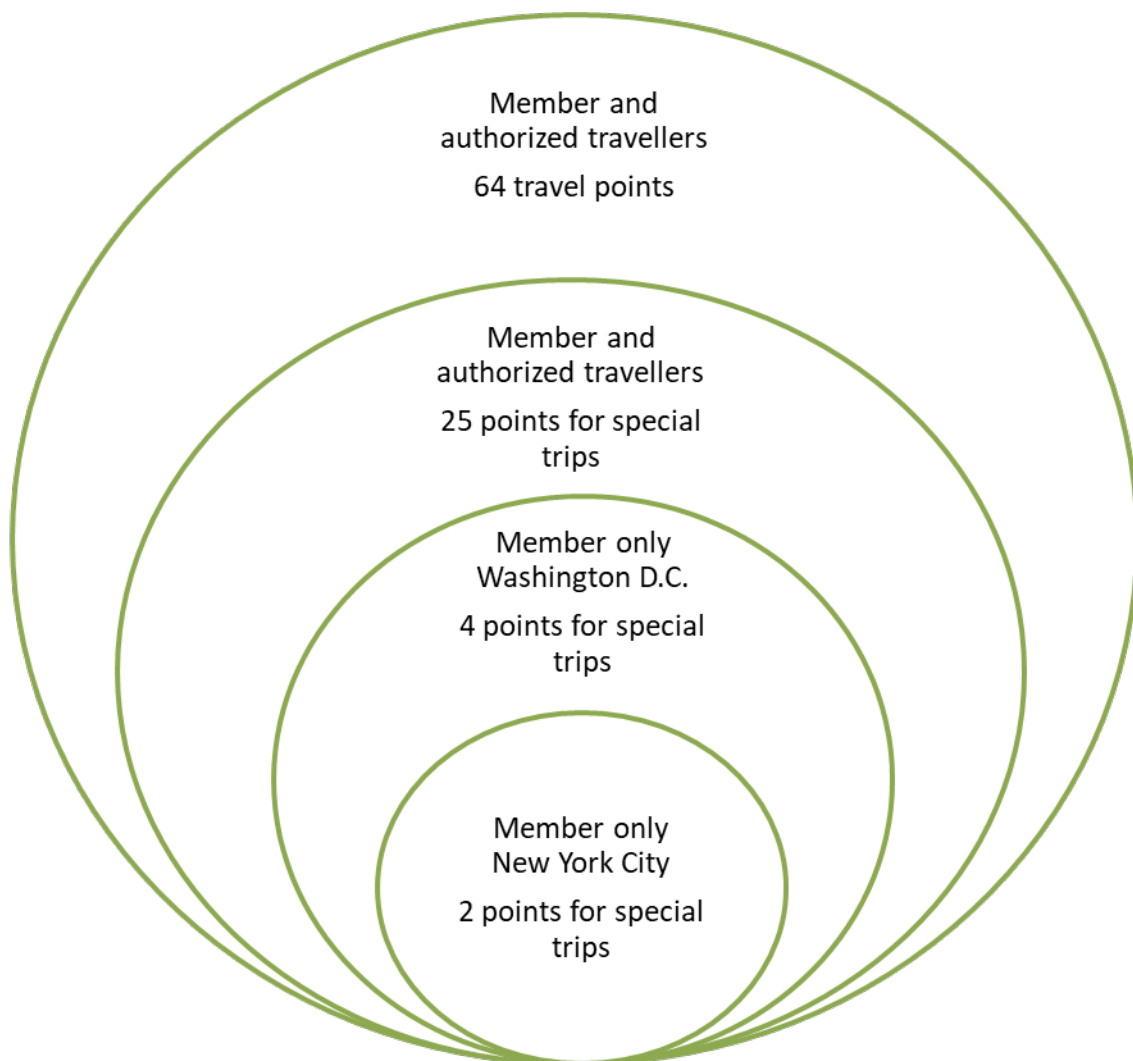 Member and
authorized travellers
64 travel points
Member and
authorized travellers
25 points for special
trips
Member only
Washington D.C.
4 points for special
trips
Member only
New York City
2 points for special
trips